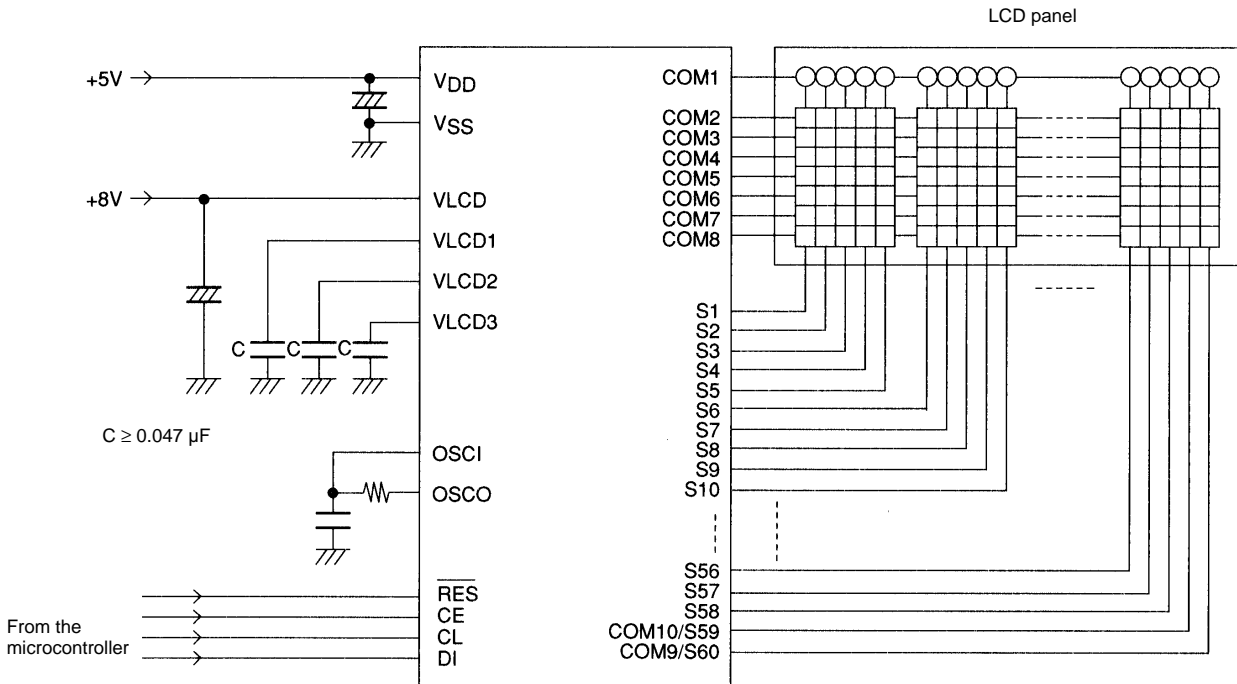 LCD panel
+5V
VDD
VSS
+8V
VLCD
VLCD1
VLCD2
VLCD3
C
C
C
C ≥ 0.047 µF
OSCI
OSCO
From the
microcontroller
RES
CE
CL
DI
COM1
COM2
COM3
COM4
COM5
COM6
COM7
COM8
S1
S2
S3
S4
S5
S6
S7
S8
S9
S10
S56
S57
S58
COM10/S59
COM9/S60